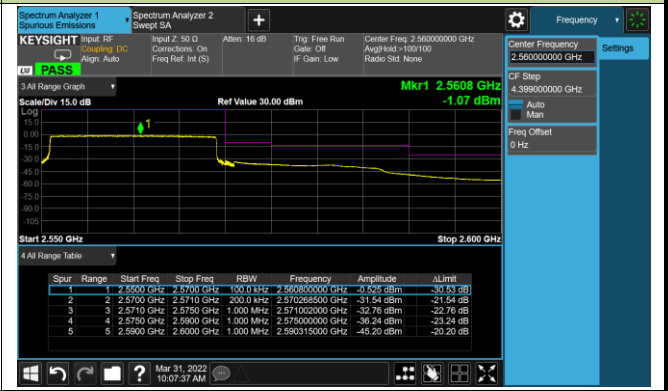 Spectrum Analyzer 1
Spurious Emissions
Spectrum Analyzer 2
Swept SA
Frequency
KEYSIGHT
Input: RF
Coupling: DC
Align: Auto
Input Z: 50 Ω
Corrections: On
Freq Ref: Int (S)
Atten: 16 dB
Trig: Free Run
Gate: Off
IF Gain: Low
Center Freq: 2.560000000 GHz
Avg|Hold:>100/100
Radio Std: None
LXI
PASS
Center Frequency
2.560000000 GHz
Settings
CF Step
4.399000000 GHz
Auto
Man
Freq Offset
0 Hz
3 All Range Graph
Mkr1 2.5608 GHz
Scale/Div 15.0 dB
Ref Value 30.00 dBm
-1.07 dBm
Log
15.0
0.00
-15.0
-30.0
-45.0
-60.0
-75.0
-90.0
-105
1
Start 2.550 GHz
Stop 2.600 GHz
4 All Range Table
Spur Range Start Freq Stop Freq RBW Frequency Amplitude ΔLimit
1 1 2.5500 GHz 2.5700 GHz 100.0 kHz 2.560800000 GHz -0.525 dBm -30.53 dB
2 2 2.5700 GHz 2.5710 GHz 200.0 kHz 2.570268500 GHz -31.54 dBm -21.54 dB
3 3 2.5710 GHz 2.5750 GHz 1.000 MHz 2.571002000 GHz -32.76 dBm -22.76 dB
4 4 2.5750 GHz 2.5900 GHz 1.000 MHz 2.575000000 GHz -36.24 dBm -23.24 dB
5 5 2.5900 GHz 2.6000 GHz 1.000 MHz 2.590315000 GHz -45.20 dBm -20.20 dB
?
Mar 31, 2022
10:07:37 AM